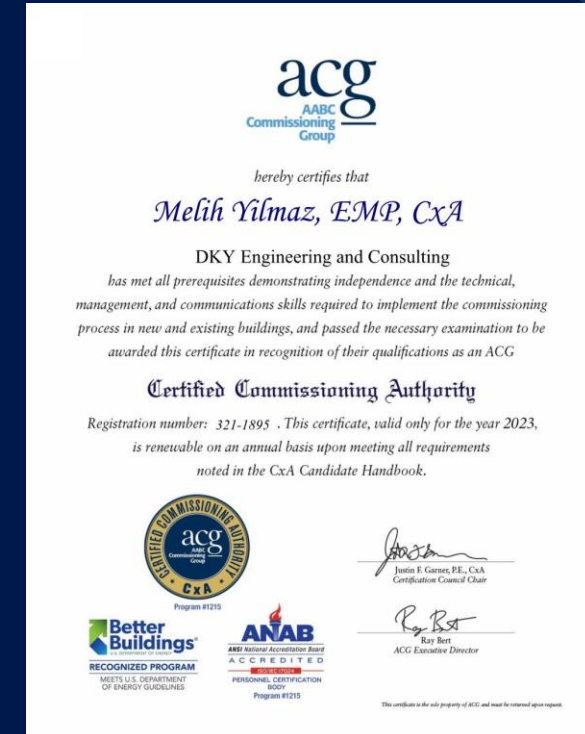 acg
AABC
Commissioning
Group
hereby certifies that
Melih Yilmaz, EMP, CxA
DKY Engineering and Consulting
has met all prerequisites demonstrating independence and the technical,
management, and communications skills required to implement the commissioning
process in new and existing buildings, and passed the necessary examination to be
awarded this certificate in recognition of their qualifications as an ACG
Certified Commissioning Authority
Registration number: 321-1895 . This certificate, valid only for the year 2023,
is renewable on an annual basis upon meeting all requirements
noted in the CxA Candidate Handbook.
CERTIFIED COMMISSIONING AUTHORITY
acg
AABC
Commissioning
Group
CxA
Program #1215
Justin F. Garner, P.E., CxA
Certification Council Chair
Ray Bert
Ray Bert
ACG Executive Director
Better
Buildings
U.S. DEPARTMENT OF ENERGY
RECOGNIZED PROGRAM
MEETS U.S. DEPARTMENT
OF ENERGY GUIDELINES
ANAB
ANSI National Accreditation Board
ACCREDITED
ISO/IEC 17024
PERSONNEL CERTIFICATION
BODY
Program #1215
This certificate is the sole property of ACG and must be returned upon request.